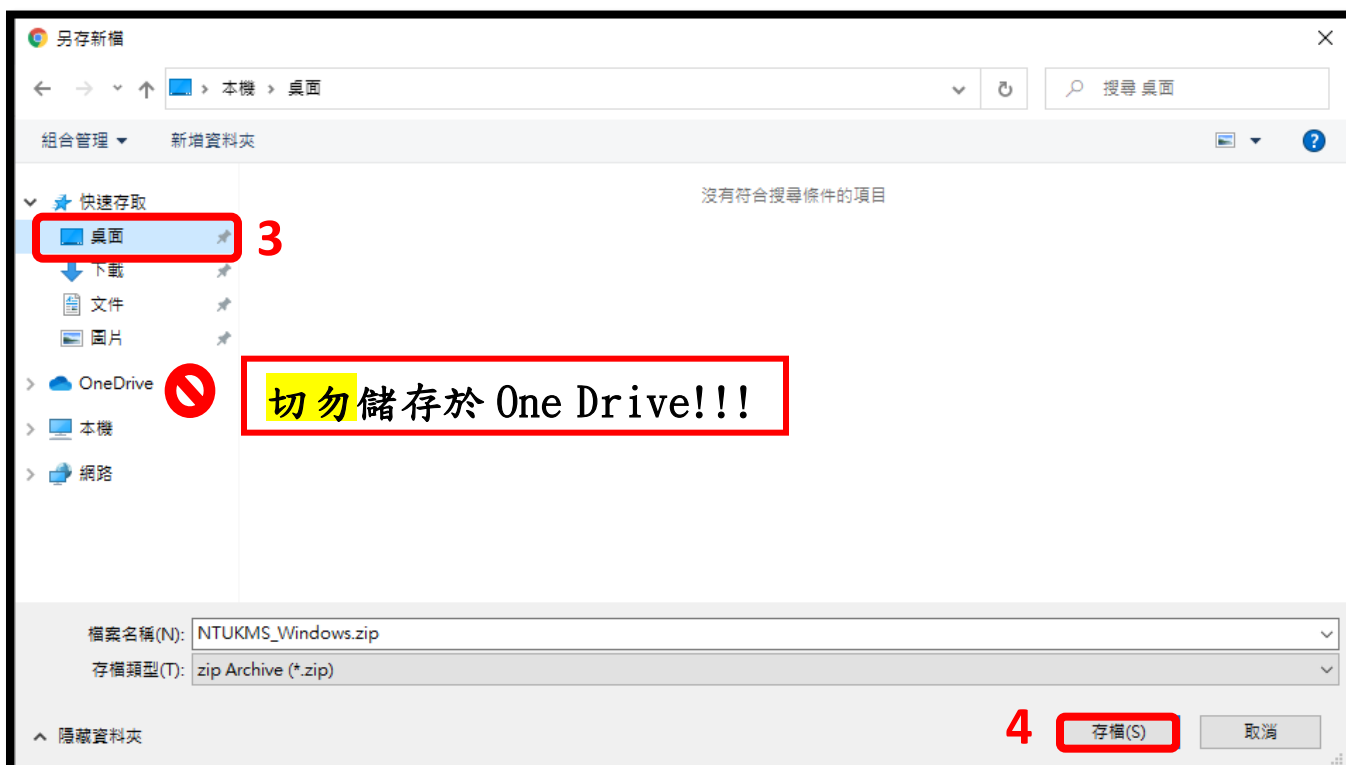 另存新檔
本機 › 桌面
搜尋 桌面
組合管理
新增資料夾
快速存取
沒有符合搜尋條件的項目
桌面
3
下載
文件
圖片
OneDrive
切勿儲存於 One Drive!!!
本機
網路
檔案名稱(N): NTUKMS_Windows.zip
存檔類型(T): zip Archive (*.zip)
隱藏資料夾
4
存檔(S)
取消